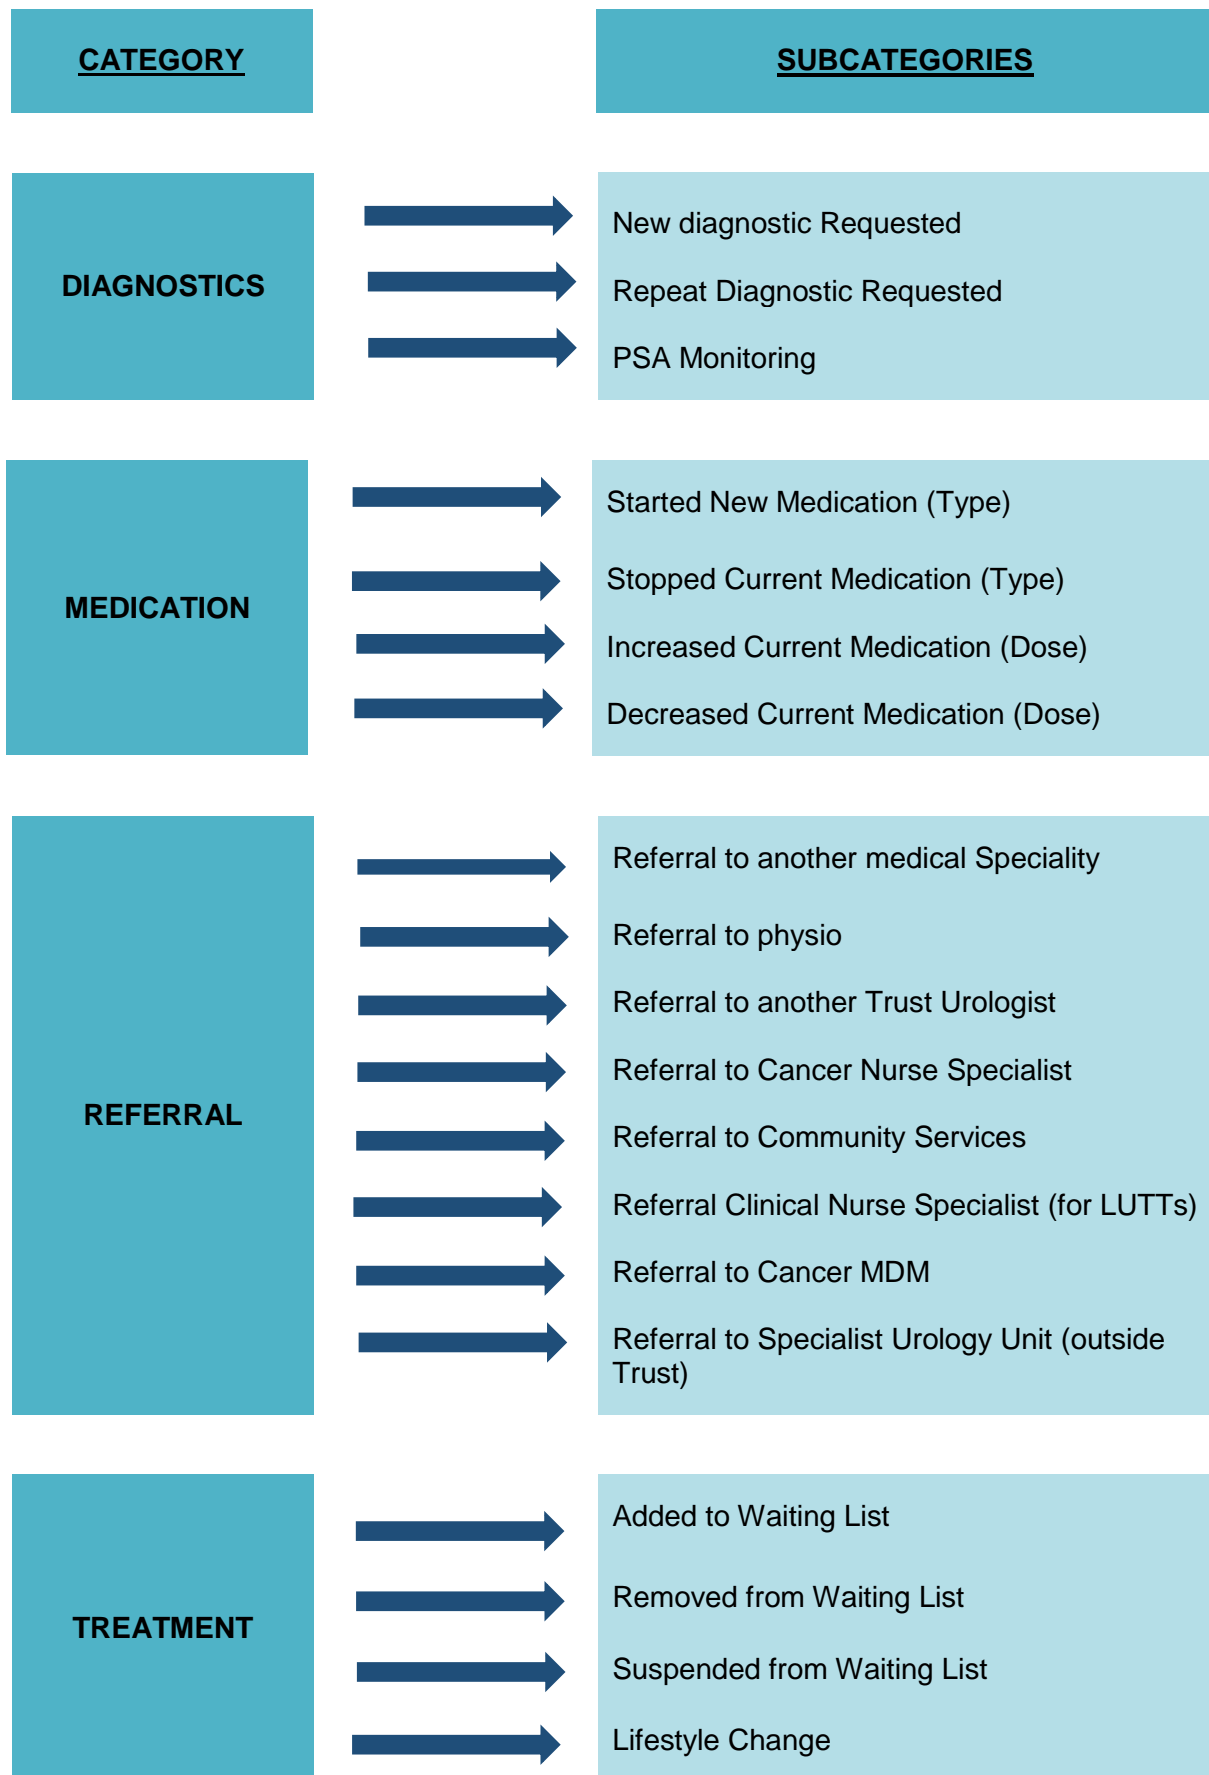 CATEGORY
SUBCATEGORIES
DIAGNOSTICS
New diagnostic Requested
Repeat Diagnostic Requested
PSA Monitoring
MEDICATION
Started New Medication (Type)
Stopped Current Medication (Type)
Increased Current Medication (Dose)
Decreased Current Medication (Dose)
REFERRAL
Referral to another medical Speciality
Referral to physio
Referral to another Trust Urologist
Referral to Cancer Nurse Specialist
Referral to Community Services
Referral Clinical Nurse Specialist (for LUTTs)
Referral to Cancer MDM
Referral to Specialist Urology Unit (outside
Trust)
TREATMENT
Added to Waiting List
Removed from Waiting List
Suspended from Waiting List
Lifestyle Change